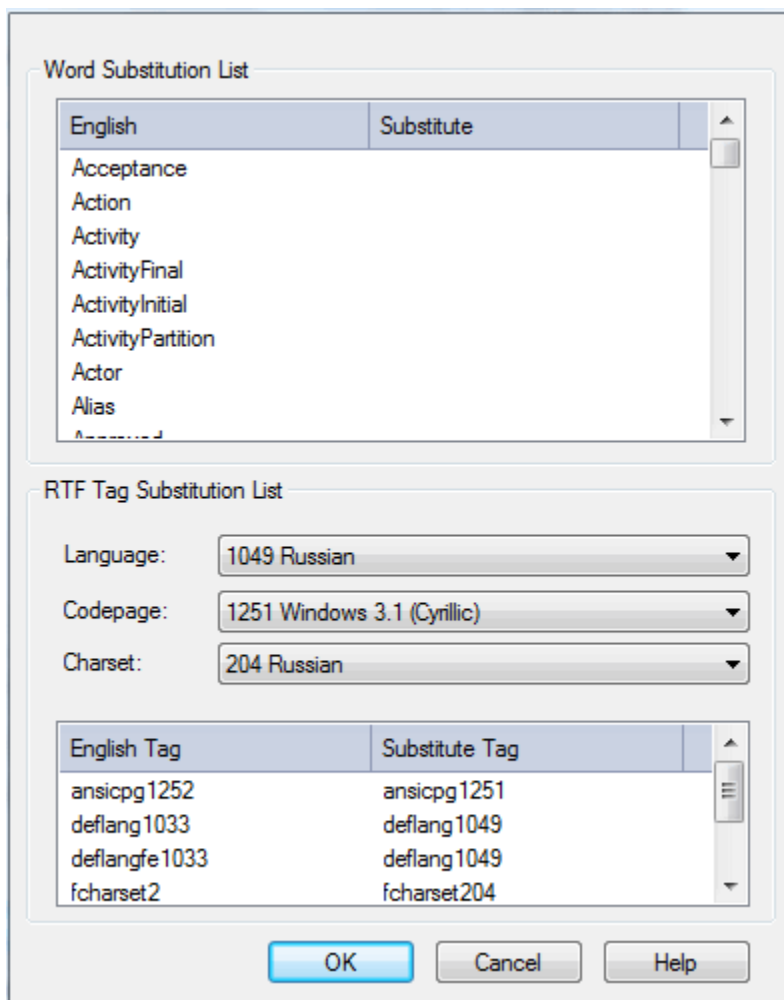 Word Substitution List
English Substitute
Acceptance
Action
Activity
ActivityFinal
ActivityInitial
ActivityPartition
Actor
Alias
RTF Tag Substitution List
Language: 1049 Russian
Codepage: 1251 Windows 3.1 (Cyrillic)
Charset: 204 Russian
English Tag Substitute Tag
ansicpg1252 ansicpg1251
deflang1033 deflang1049
deflangfe1033 deflang1049
fcharset2 fcharset204
OK Cancel Help